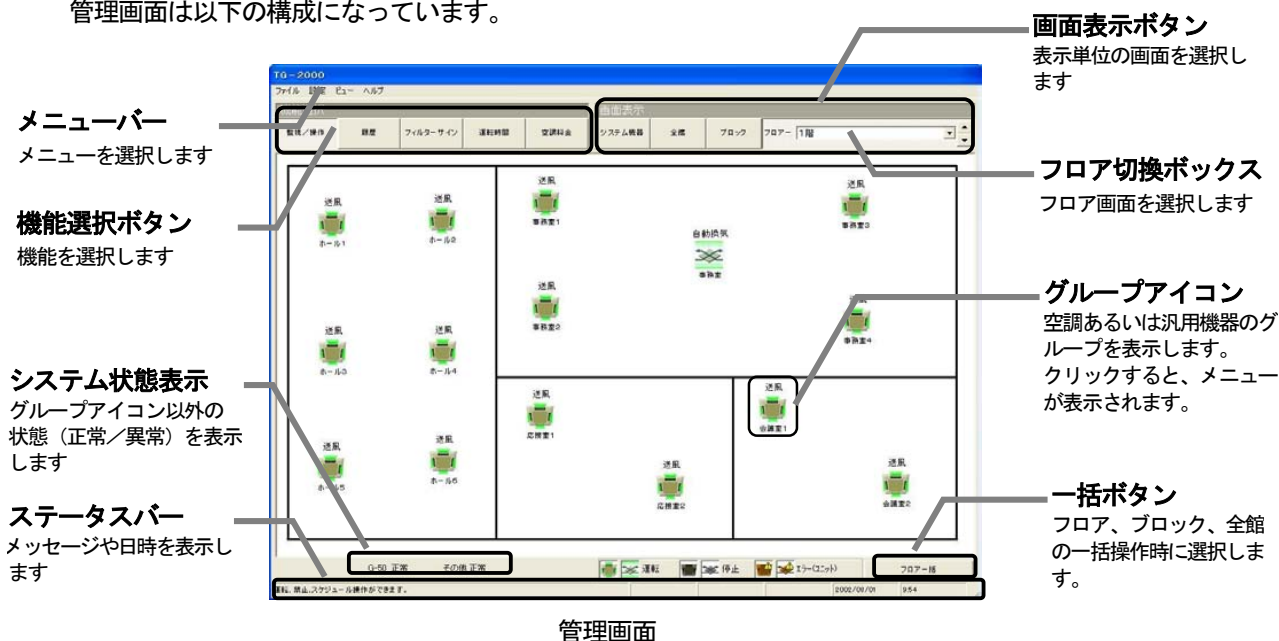 管理画面は以下の構成になっています。
画面表示ボタン
表示単位の画面を選択し
ます
メニューバー
メニューを選択します
機能選択ボタン
機能を選択します
システム状態表示
グループアイコン以外の
状態（正常／異常）を表示
します
ステータスバー
メッセージや日時を表示し
ます
TG-2000
ファイル 設定 ビュー ヘルプ
画面表示
監視/操作 履歴 フィルターサイン 運転時間 空調料金 システム機器 全館 ブロック フロアー 1階
送風
ホール1
送風
ホール2
送風
事務室1
自動換気
事務室
送風
事務室3
送風
ホール3
送風
ホール4
送風
事務室2
事務室4
送風
ホール5
送風
ホール6
送風
応接室1
送風
応接室2
送風
会議室1
送風
会議室2
G-50 正常 その他 正常 運転 停止 エラー(ユニット) フロア一括
運転、禁止、スケジュール操作ができます。 2002/08/01 9:54
フロア切換ボックス
フロア画面を選択します
グループアイコン
空調あるいは汎用機器のグ
ループを表示します。
クリックすると、メニュー
が表示されます。
一括ボタン
フロア、ブロック、全館
の一括操作時に選択しま
す。
管理画面